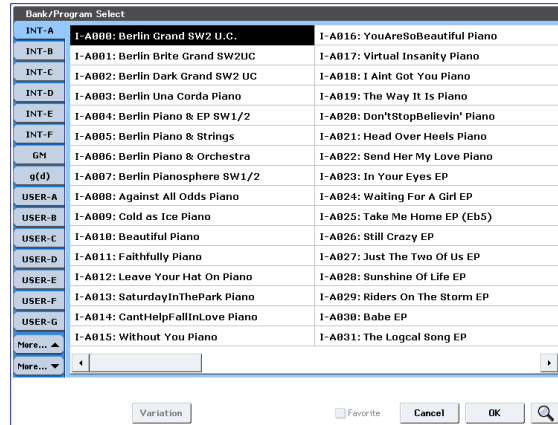 Bank/Program Select
INT-A
INT-B
INT-C
INT-D
INT-E
INT-F
GM
g(d)
USER-A
USER-B
USER-C
USER-D
USER-E
USER-F
USER-G
More...
More...
I-A000: Berlin Grand SW2 U.C.
I-A001: Berlin Brite Grand SW2UC
I-A002: Berlin Dark Grand SW2 UC
I-A003: Berlin Una Corda Piano
I-A004: Berlin Piano & EP SW1/2
I-A005: Berlin Piano & Strings
I-A006: Berlin Piano & Orchestra
I-A007: Berlin Pianosphere SW1/2
I-A008: Against All Odds Piano
I-A009: Cold as Ice Piano
I-A010: Beautiful Piano
I-A011: Faithfully Piano
I-A012: Leave Your Hat On Piano
I-A013: SaturdayInThePark Piano
I-A014: CantHelpFallInLove Piano
I-A015: Without You Piano
I-A016: YouAreSoBeautiful Piano
I-A017: Virtual Insanity Piano
I-A018: I Aint Got You Piano
I-A019: The Way It Is Piano
I-A020: Don'tStopBelievin' Piano
I-A021: Head Over Heels Piano
I-A022: Send Her My Love Piano
I-A023: In Your Eyes EP
I-A024: Waiting For A Girl EP
I-A025: Take Me Home EP (Eb5)
I-A026: Still Crazy EP
I-A027: Just The Two Of Us EP
I-A028: Sunshine Of Life EP
I-A029: Riders On The Storm EP
I-A030: Babe EP
I-A031: The Logcal Song EP
Variation
Favorite
Cancel
OK